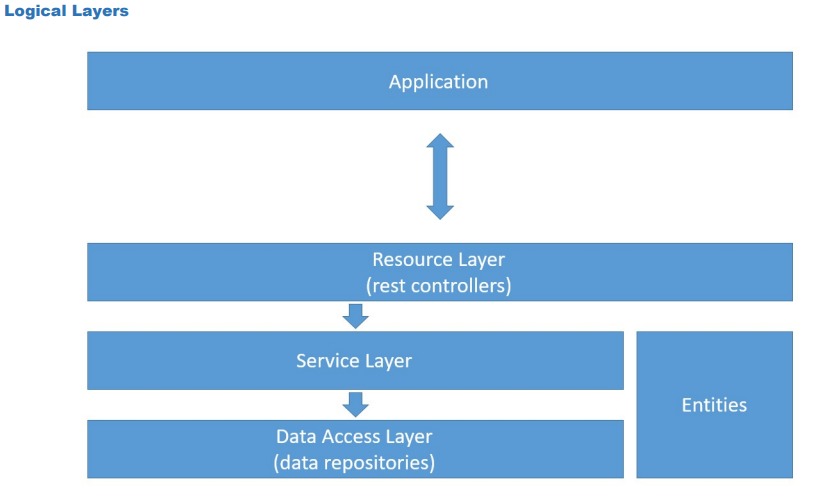 Logical Layers
Application
Resource Layer
(rest controllers)
Service Layer
Entities
Data Access Layer
(data repositories)